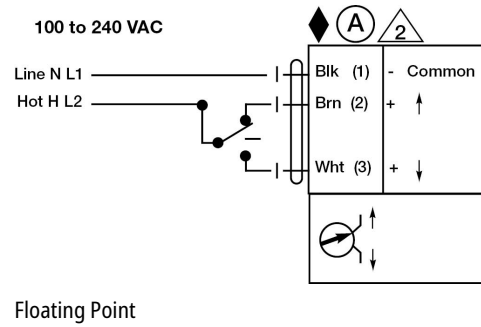 100 to 240 VAC
A
2
Line N L1
Blk (1) - Common
Hot H L2
Brn (2) + ↑
Wht (3) + ↓
Floating Point